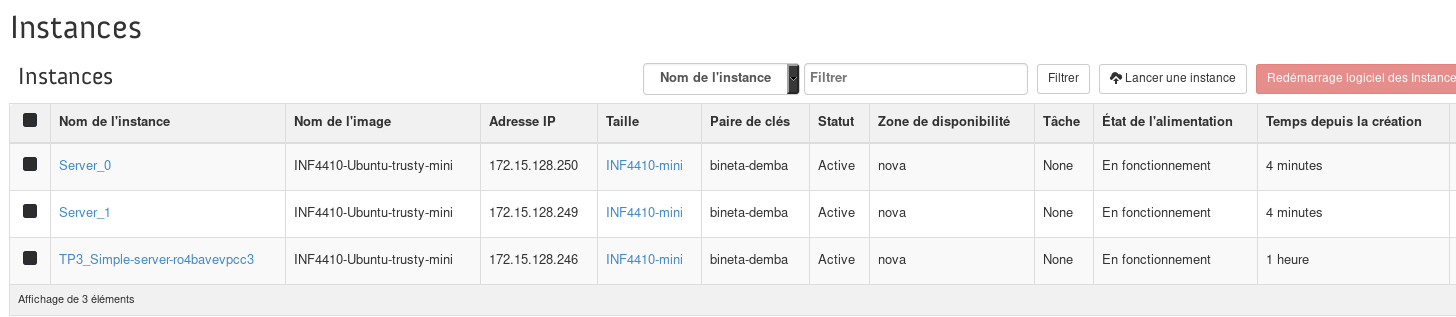 Instances
Instances Nom de l'instance Filtrer Filtrer Lancer une instance Redémarrage logiciel des Instance
Nom de l'instance Nom de l'image Adresse IP Taille Paire de clés Statut Zone de disponibilité Tâche État de l'alimentation Temps depuis la création
Server_0 INF4410-Ubuntu-trusty-mini 172.15.128.250 INF4410-mini bineta-demba Active nova None En fonctionnement 4 minutes
Server_1 INF4410-Ubuntu-trusty-mini 172.15.128.249 INF4410-mini bineta-demba Active nova None En fonctionnement 4 minutes
TP3_Simple-server-ro4bavevpcc3 INF4410-Ubuntu-trusty-mini 172.15.128.246 INF4410-mini bineta-demba Active nova None En fonctionnement 1 heure
Affichage de 3 éléments